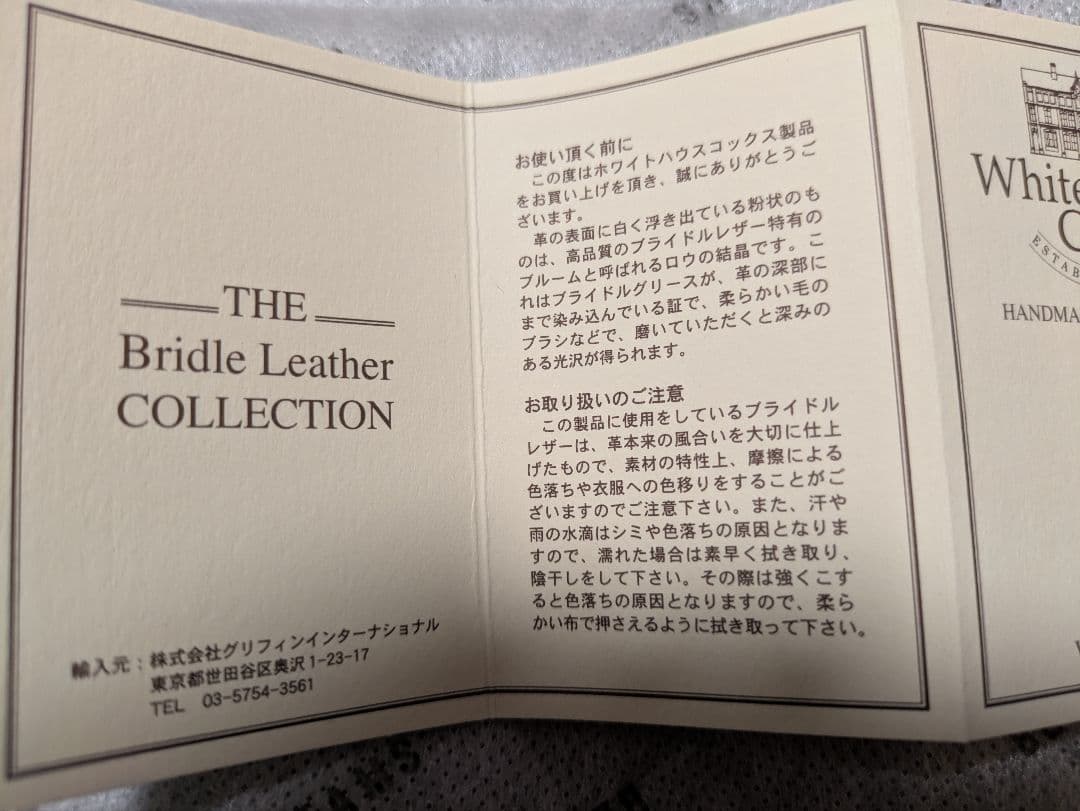 THE
Bridle Leather
COLLECTION
輸入元：株式会社グリフィンインターナショナル
東京都世田谷区奥沢1-23-17
TEL 03-5754-3561
お使い頂く前に
この度はホワイトハウスコックス製品
をお買い上げを頂き、誠にありがとうご
ざいます。
革の表面に白く浮き出ている粉状のも
のは、高品質のブライドルレザー特有の
ブルームと呼ばれるロウの結晶です。こ
れはブライドルグリースが、革の深部に
まで染み込んでいる証で、柔らかい毛の
ブラシなどで、磨いていただくと深みの
ある光沢が得られます。
お取り扱いのご注意
この製品に使用をしているブライドル
レザーは、革本来の風合いを大切に仕上
げたもので、素材の特性上、摩擦による
色落ちや衣服への色移りをすることがご
ざいますのでご注意下さい。また、汗や
雨の水滴はシミや色落ちの原因となりま
すので、濡れた場合は素早く拭き取り、
陰干しをして下さい。その際は強くこす
ると色落ちの原因となりますので、柔ら
かい布で押さえるように拭き取って下さい。
White
C
ESTAB
HANDMA